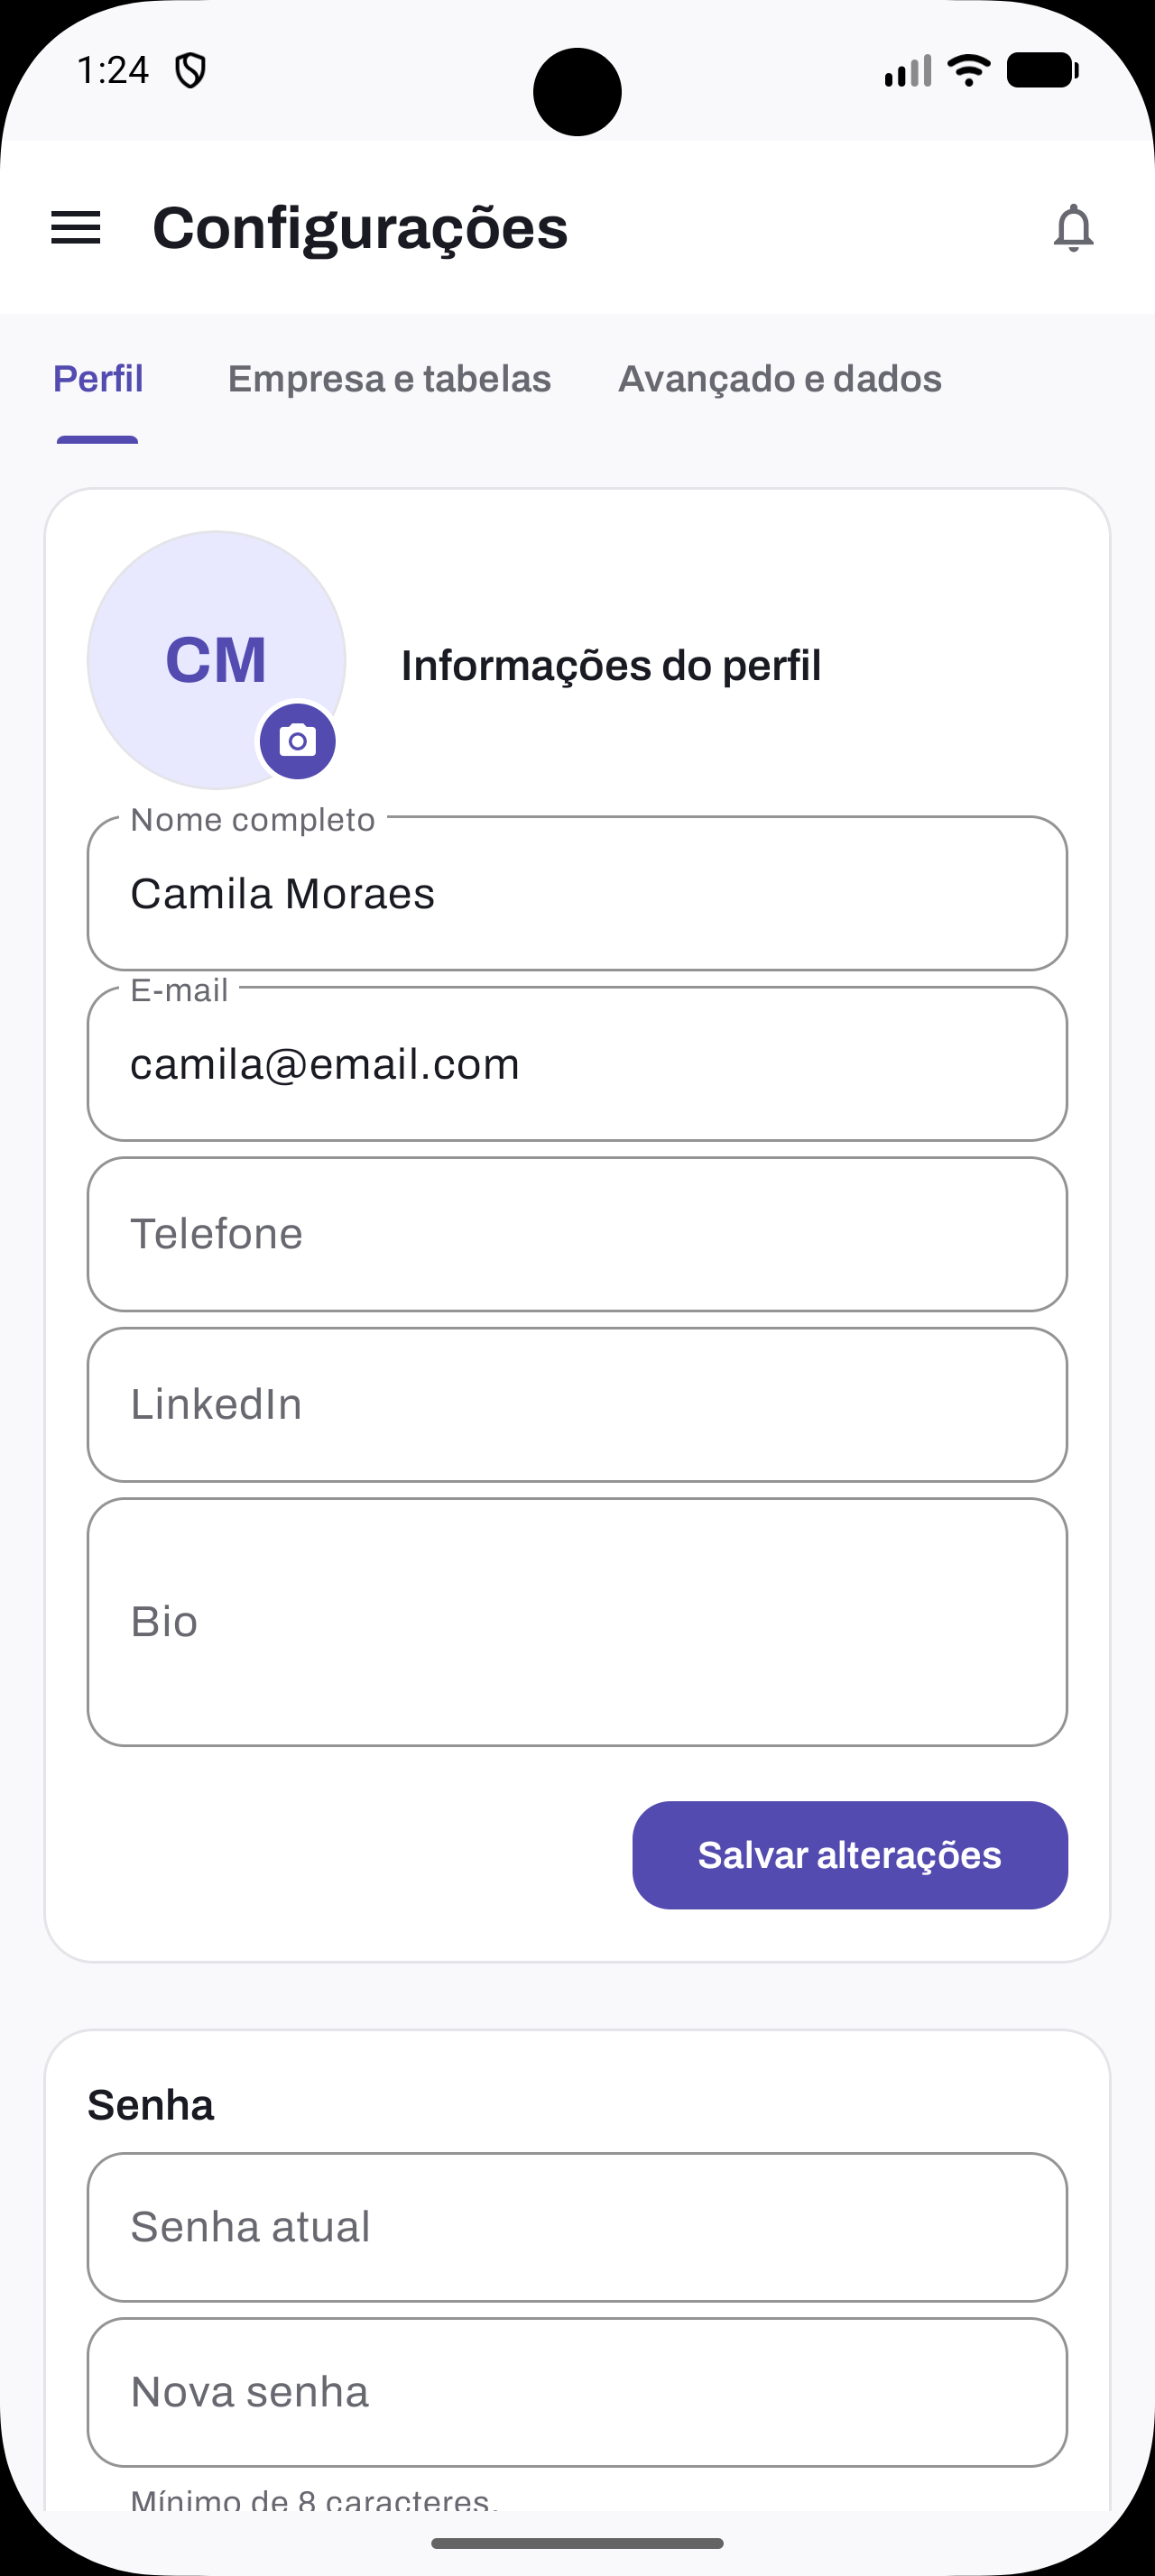 1:24
Configurações
Perfil Empresa e tabelas Avançado e dados
CM
Informações do perfil
Nome completo
Camila Moraes
E-mail
camila@email.com
Telefone
LinkedIn
Bio
Salvar alterações
Senha
Senha atual
Nova senha
Mínimo de 8 caracteres.